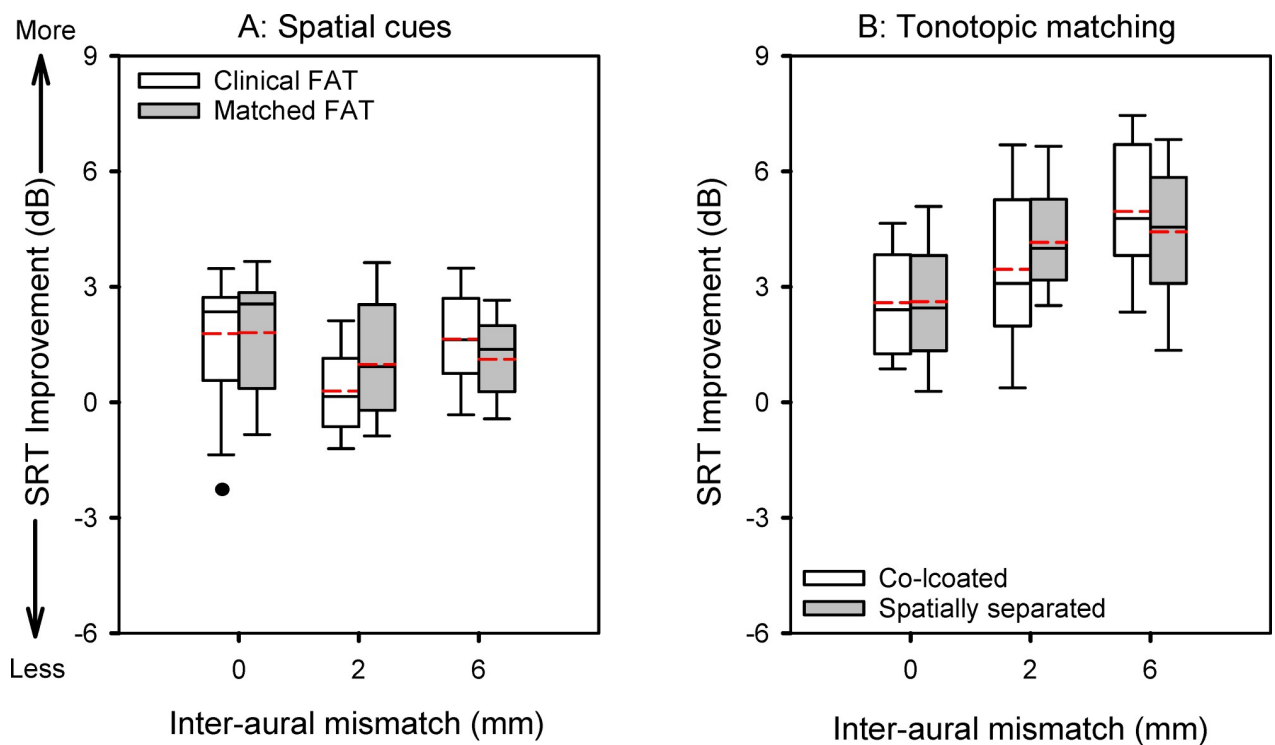 More
A: Spatial cues
B: Tonotopic matching
9
6
3
0
-3
-6
Clinical FAT
Matched FAT
SRT Improvement (dB)
Less
0
2
6
Inter-aural mismatch (mm)
9
6
3
0
-3
-6
SRT Improvement (dB)
Co-lcoated
Spatially separated
0
2
6
Inter-aural mismatch (mm)